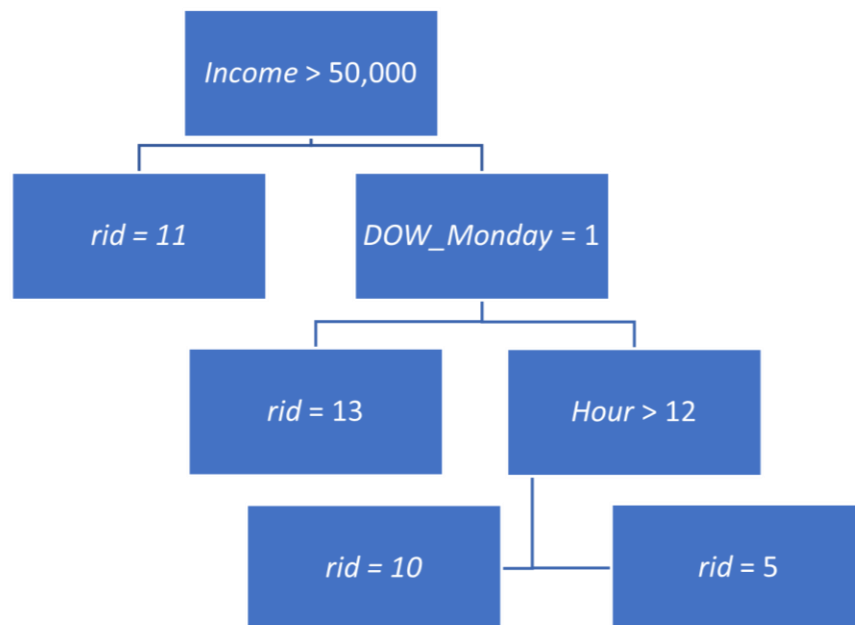 Income > 50,000
rid = 11
DOW_Monday = 1
rid = 13
Hour > 12
rid = 10
rid = 5